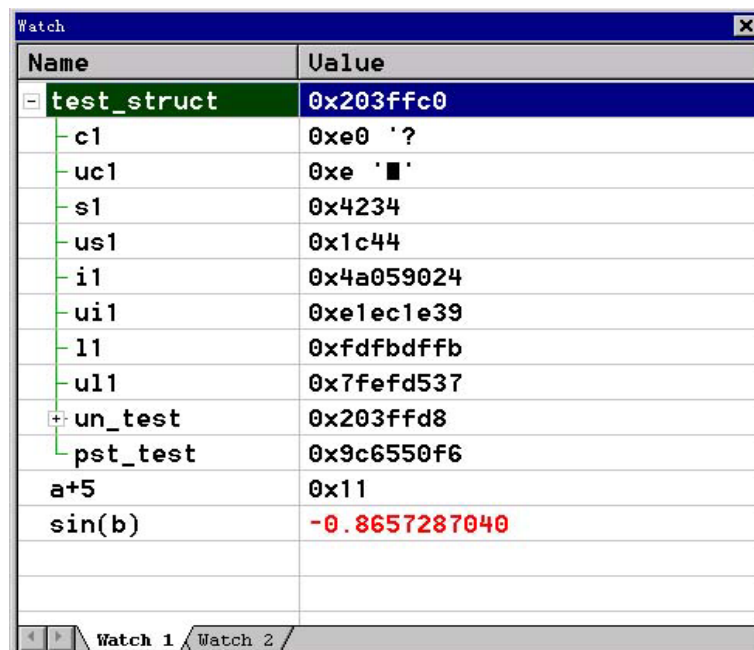 Watch
Name Value
test_struct 0x203ffc0
c1 0xe0 '?
uc1 0xe '■'
s1 0x4234
us1 0x1c44
i1 0x4a059024
ui1 0xe1ec1e39
l1 0xfdfbdffb
ul1 0x7fefd537
un_test 0x203ffd8
pst_test 0x9c6550f6
a+5 0x11
sin(b) -0.8657287040
Watch 1 Watch 2